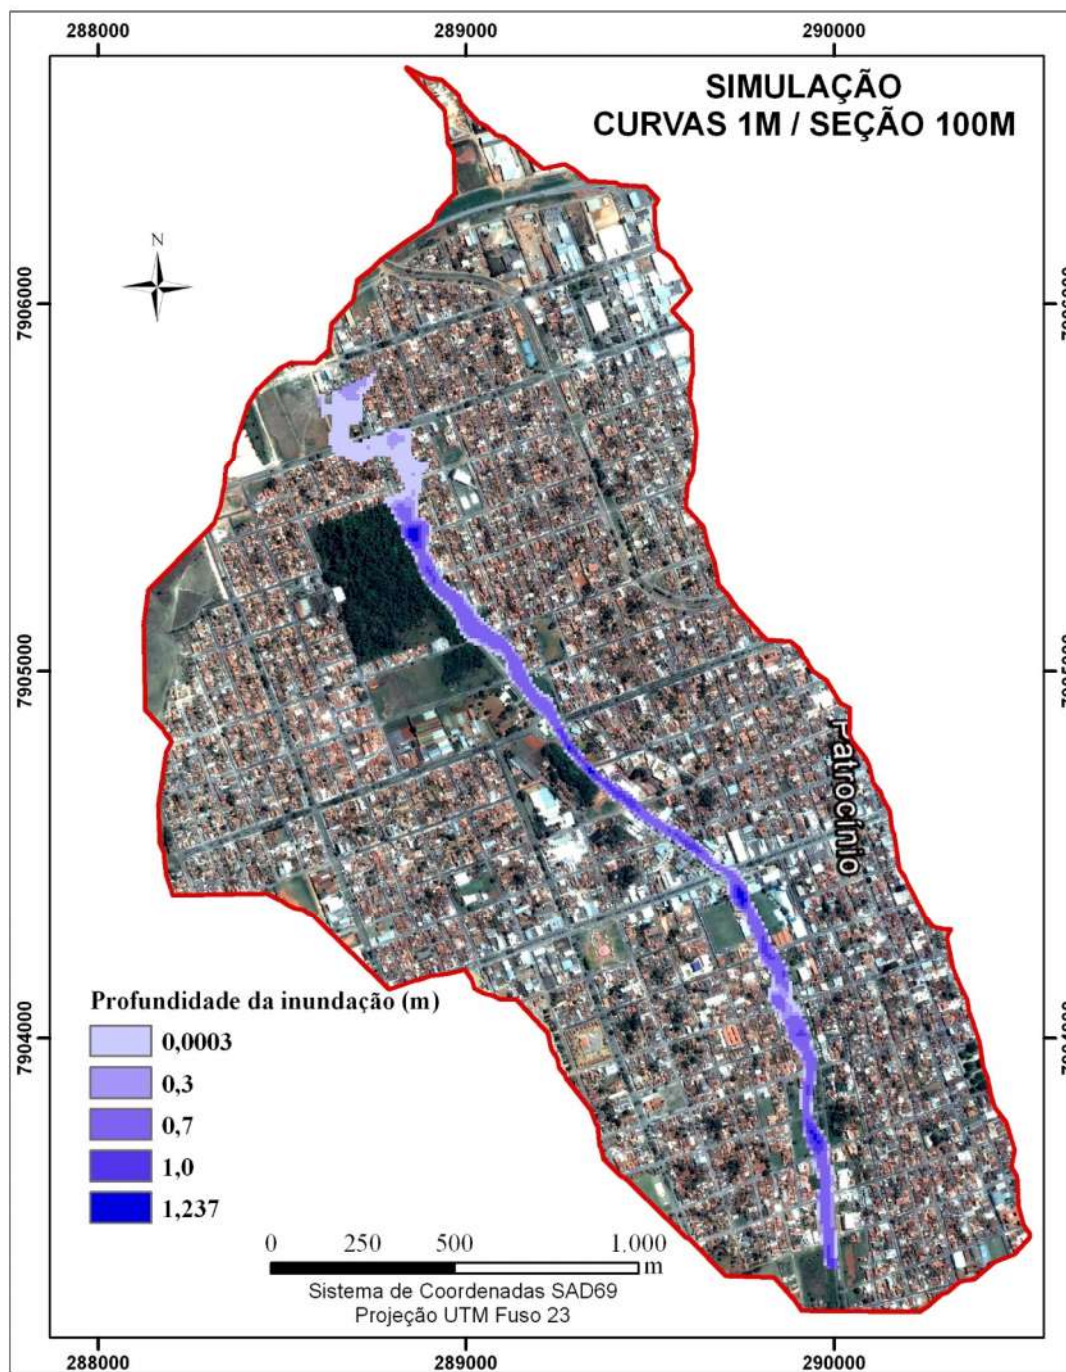 288000 289000 290000
SIMULAÇÃO
CURVAS 1M / SEÇÃO 100M
N
7906000
7905000
7905000
Patrocínio
7904000
Profundidade da inundação (m)
0,0003
0,3
0,7
1,0
1,237
0 250 500 1.000
m
Sistema de Coordenadas SAD69
Projeção UTM Fuso 23
288000 289000 290000